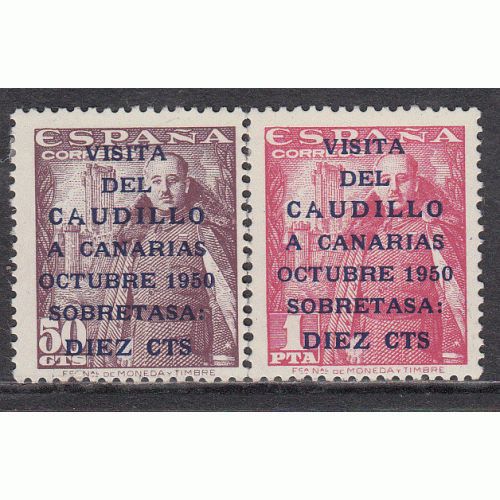 ESPAÑA
CORREOS
VISITA
DEL
CAUDILLO
A CANARIAS
OCTUBRE 1950
SOBRETASA:
DIEZ CTS
50
CTS
Fca Nal DE MONEDA Y TIMBRE
ESPAÑA
CORREOS
VISITA
DEL
CAUDILLO
A CANARIAS
OCTUBRE 1950
SOBRETASA:
DIEZ CTS
1
PTA
Fca Nal DE MONEDA Y TIMBRE